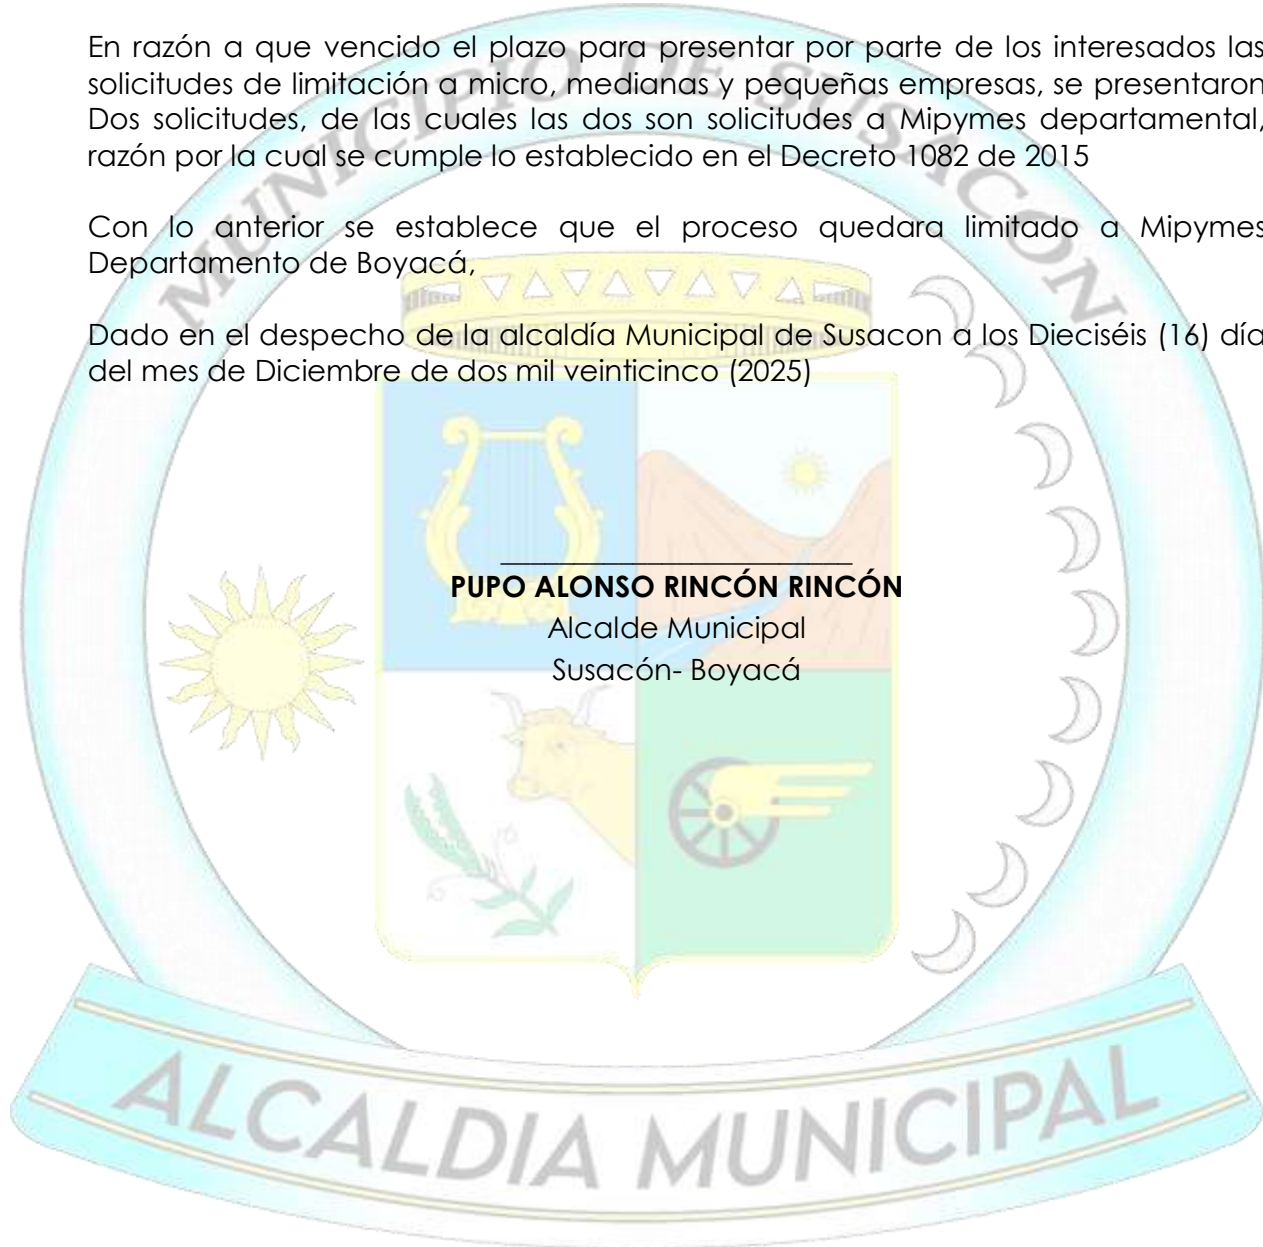 En razón a que vencido el plazo para presentar por parte de los interesados las
solicitudes de limitación a micro, medianas y pequeñas empresas, se presentaron
Dos solicitudes, de las cuales las dos son solicitudes a Mipymes departamental,
razón por la cual se cumple lo establecido en el Decreto 1082 de 2015
Con lo anterior se establece que el proceso quedara limitado a Mipymes
Departamento de Boyacá,
Dado en el despecho de la alcaldía Municipal de Susacon a los Dieciséis (16) día
del mes de Diciembre de dos mil veinticinco (2025)
PUPO ALONSO RINCÓN RINCÓN
Alcalde Municipal
Susacón- Boyacá
MUNICIPIO DE SUSACON
ALCALDIA MUNICIPAL